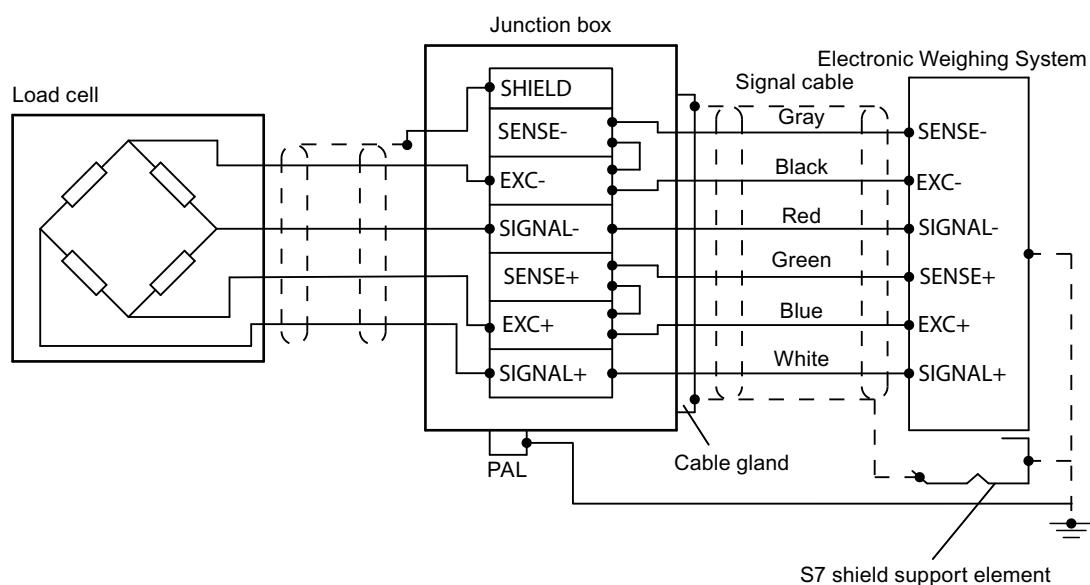 Junction box
Electronic Weighing System
Signal cable
Load cell
SHIELD
SENSE-
EXC-
SIGNAL-
SENSE+
EXC+
SIGNAL+
Gray
Black
Red
Green
Blue
White
SENSE-
EXC-
SIGNAL-
SENSE+
EXC+
SIGNAL+
PAL
Cable gland
S7 shield support element